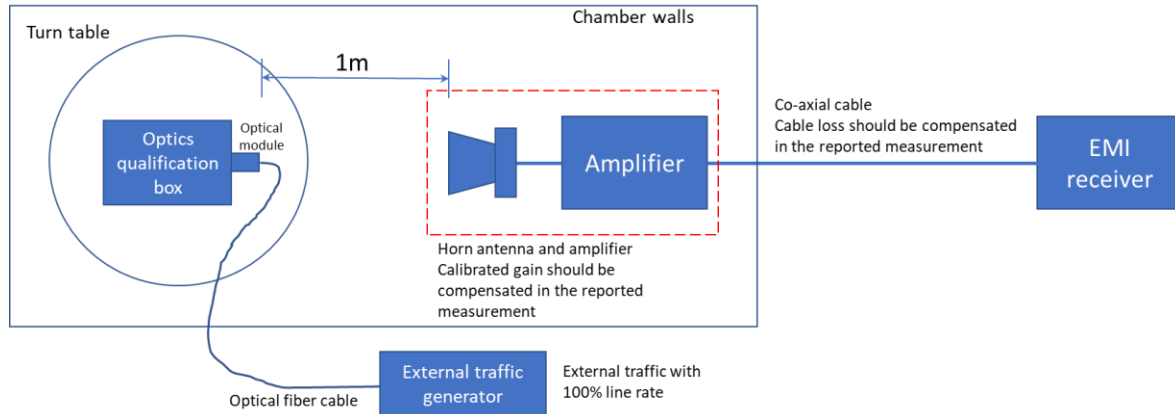 Chamber walls
Turn table
1m
Optical
module
Optics
qualification
box
Amplifier
Co-axial cable
Cable loss should be compensated
in the reported measurement
EMI
receiver
Horn antenna and amplifier
Calibrated gain should be
compensated in the reported
measurement
Optical fiber cable
External traffic
generator
External traffic with
100% line rate